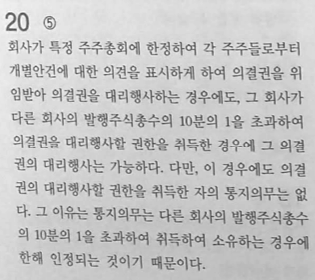 20 ⑤
회사가 특정 주주총회에 한정하여 각 주주들로부터
개별안건에 대한 의견을 표시하게 하여 의결권을 위
임받아 의결권을 대리행사하는 경우에도, 그 회사가
다른 회사의 발행주식총수의 10분의 1을 초과하여
의결권을 대리행사할 권한을 취득한 경우에 그 의결
권의 대리행사는 가능하다. 다만, 이 경우에도 의결
권의 대리행사할 권한을 취득한 자의 통지의무는 없
다. 그 이유는 통지의무는 다른 회사의 발행주식총수
의 10분의 1을 초과하여 취득하여 소유하는 경우에
한해 인정되는 것이기 때문이다.